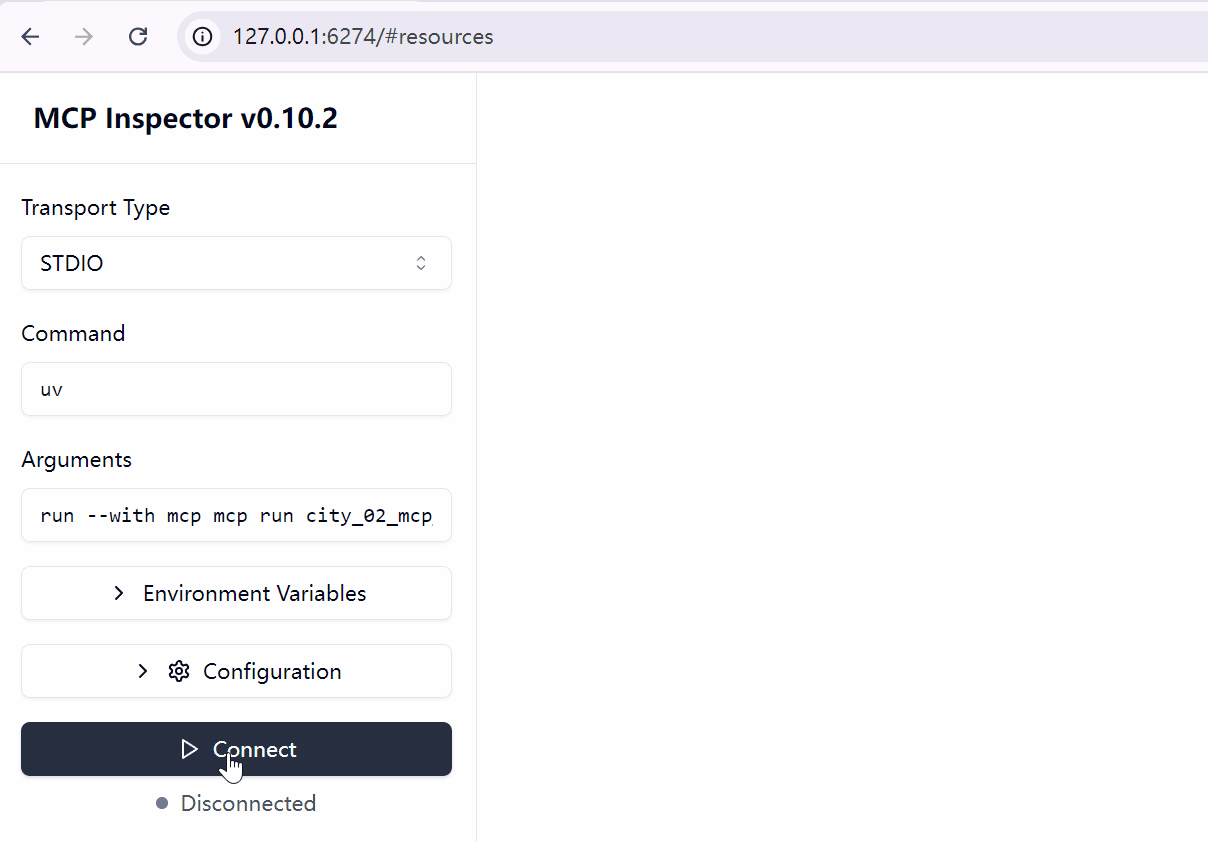 127.0.0.1:6274/#resources
MCP Inspector v0.10.2
Transport Type
STDIO
Command
uv
Arguments
run --with mcp mcp run city_02_mcp
Environment Variables
Configuration
Connect
Disconnected